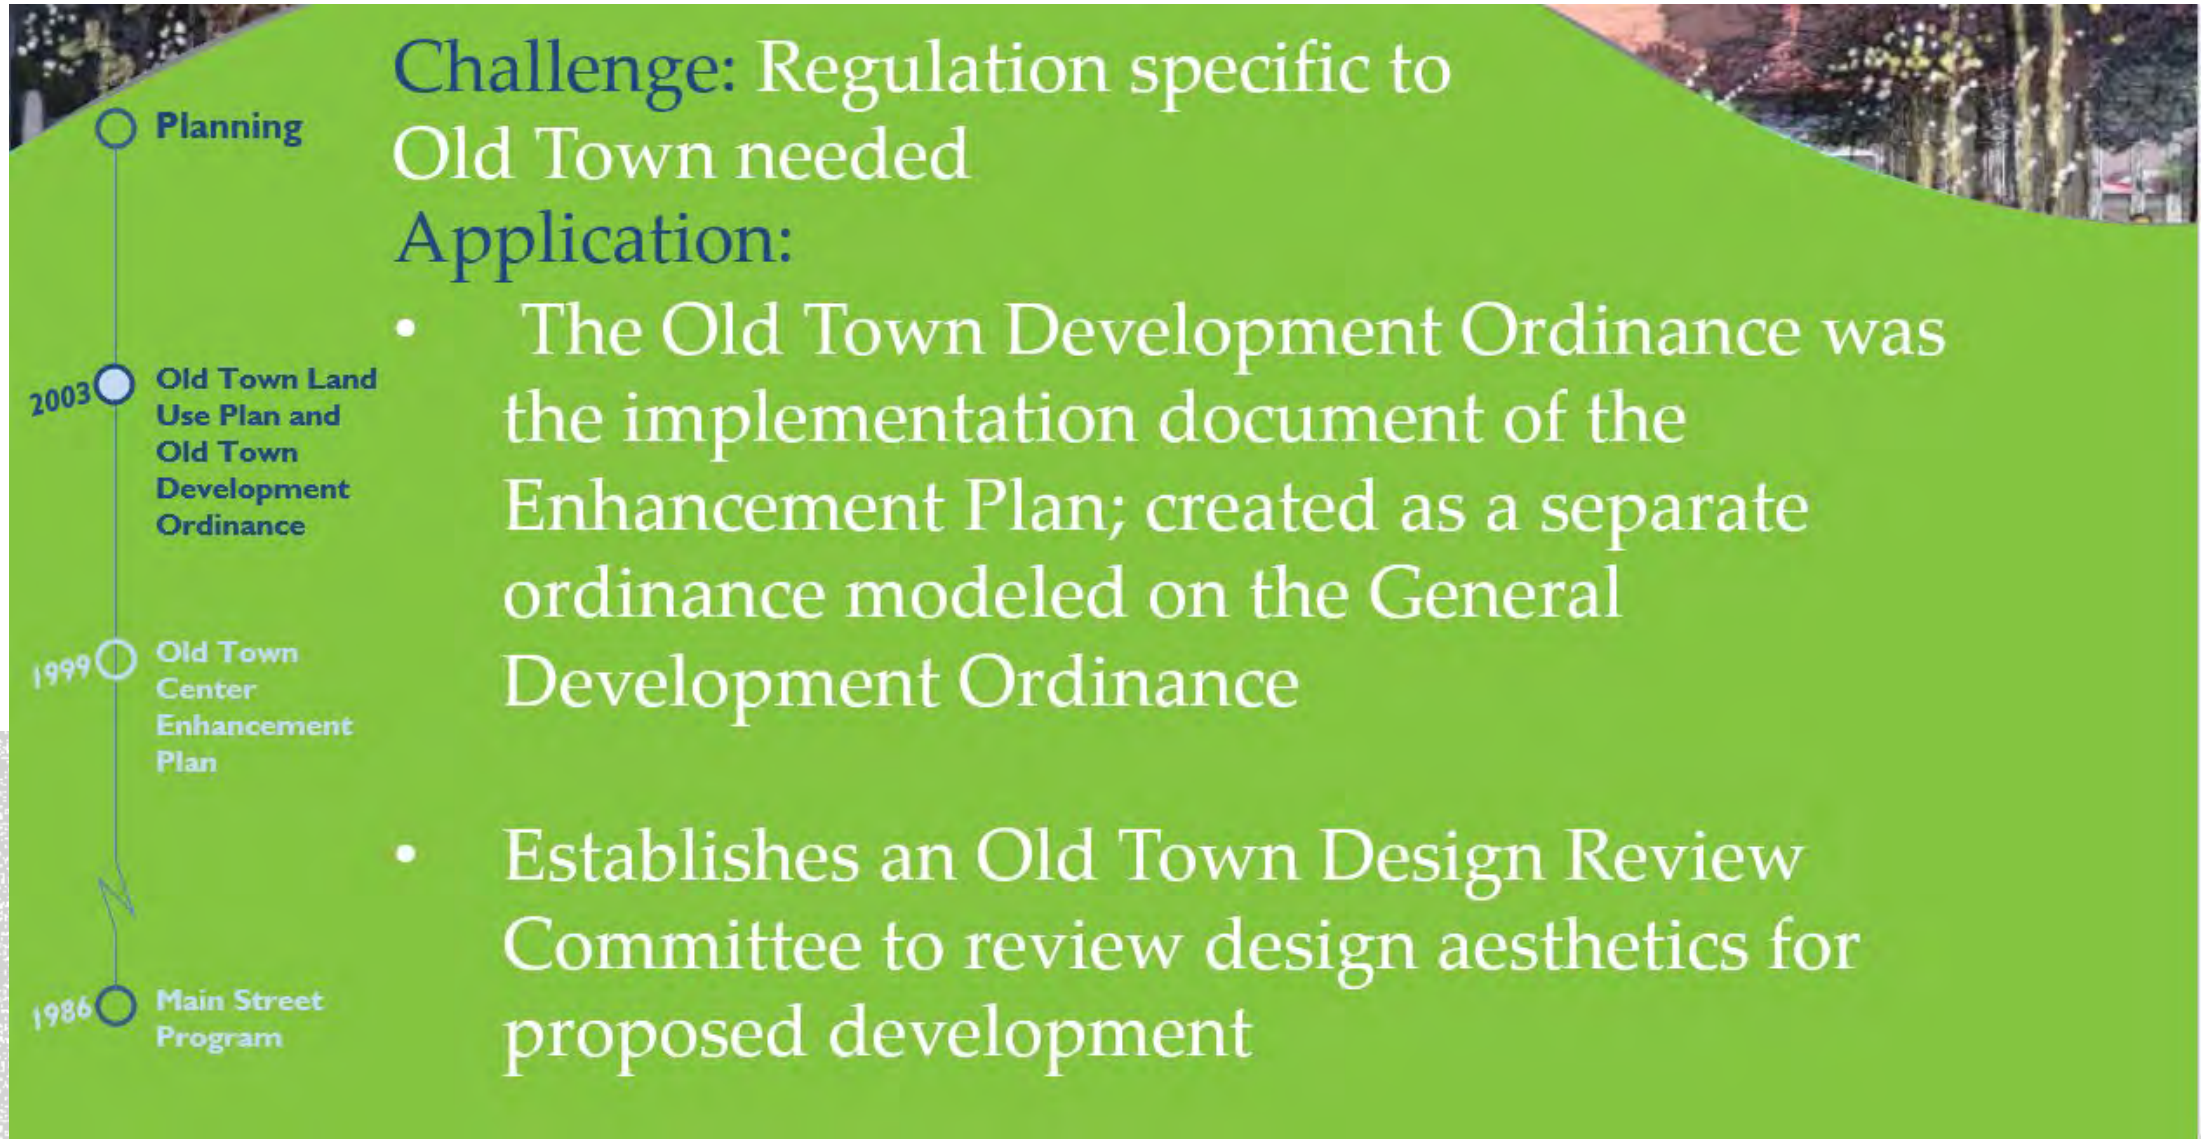 Planning
2003
Old Town Land
Use Plan and
Old Town
Development
Ordinance
1999
Old Town
Center
Enhancement
Plan
1986
Main Street
Program
Challenge: Regulation specific to
Old Town needed
Application:
• The Old Town Development Ordinance was
the implementation document of the
Enhancement Plan; created as a separate
ordinance modeled on the General
Development Ordinance
• Establishes an Old Town Design Review
Committee to review design aesthetics for
proposed development